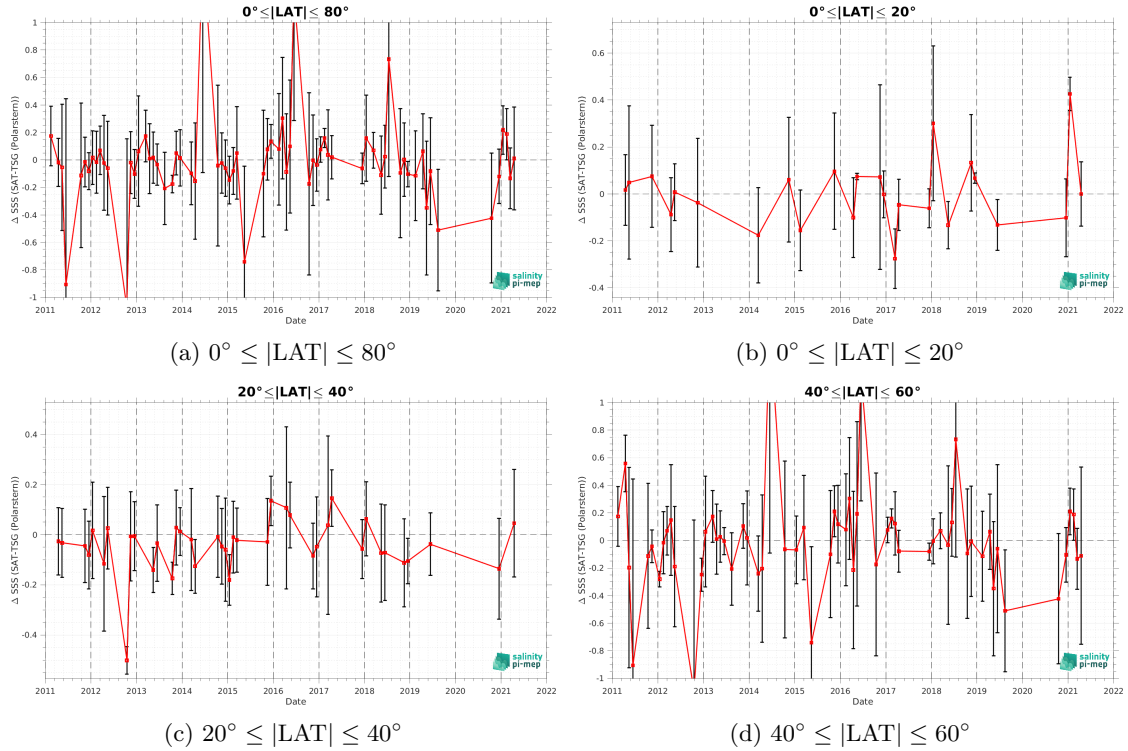 0°≤|LAT|≤ 80°
Δ SSS (SAT-TSG (Polarstern))
1
0.8
0.6
0.4
0.2
0
-0.2
-0.4
-0.6
-0.8
-1
2011 2012 2013 2014 2015 2016 2017 2018 2019 2020 2021 2022
Date
salinity
pi-mep
(a) 0° ≤ |LAT| ≤ 80°
0°≤|LAT|≤ 20°
Δ SSS (SAT-TSG (Polarstern))
0.6
0.4
0.2
0
-0.2
-0.4
2011 2012 2013 2014 2015 2016 2017 2018 2019 2020 2021 2022
Date
salinity
pi-mep
(b) 0° ≤ |LAT| ≤ 20°
20°≤|LAT|≤ 40°
Δ SSS (SAT-TSG (Polarstern))
0.4
0.2
0
-0.2
-0.4
2011 2012 2013 2014 2015 2016 2017 2018 2019 2020 2021 2022
Date
salinity
pi-mep
(c) 20° ≤ |LAT| ≤ 40°
40°≤|LAT|≤ 60°
Δ SSS (SAT-TSG (Polarstern))
1
0.8
0.6
0.4
0.2
0
-0.2
-0.4
-0.6
-0.8
-1
2011 2012 2013 2014 2015 2016 2017 2018 2019 2020 2021 2022
Date
salinity
pi-mep
(d) 40° ≤ |LAT| ≤ 60°